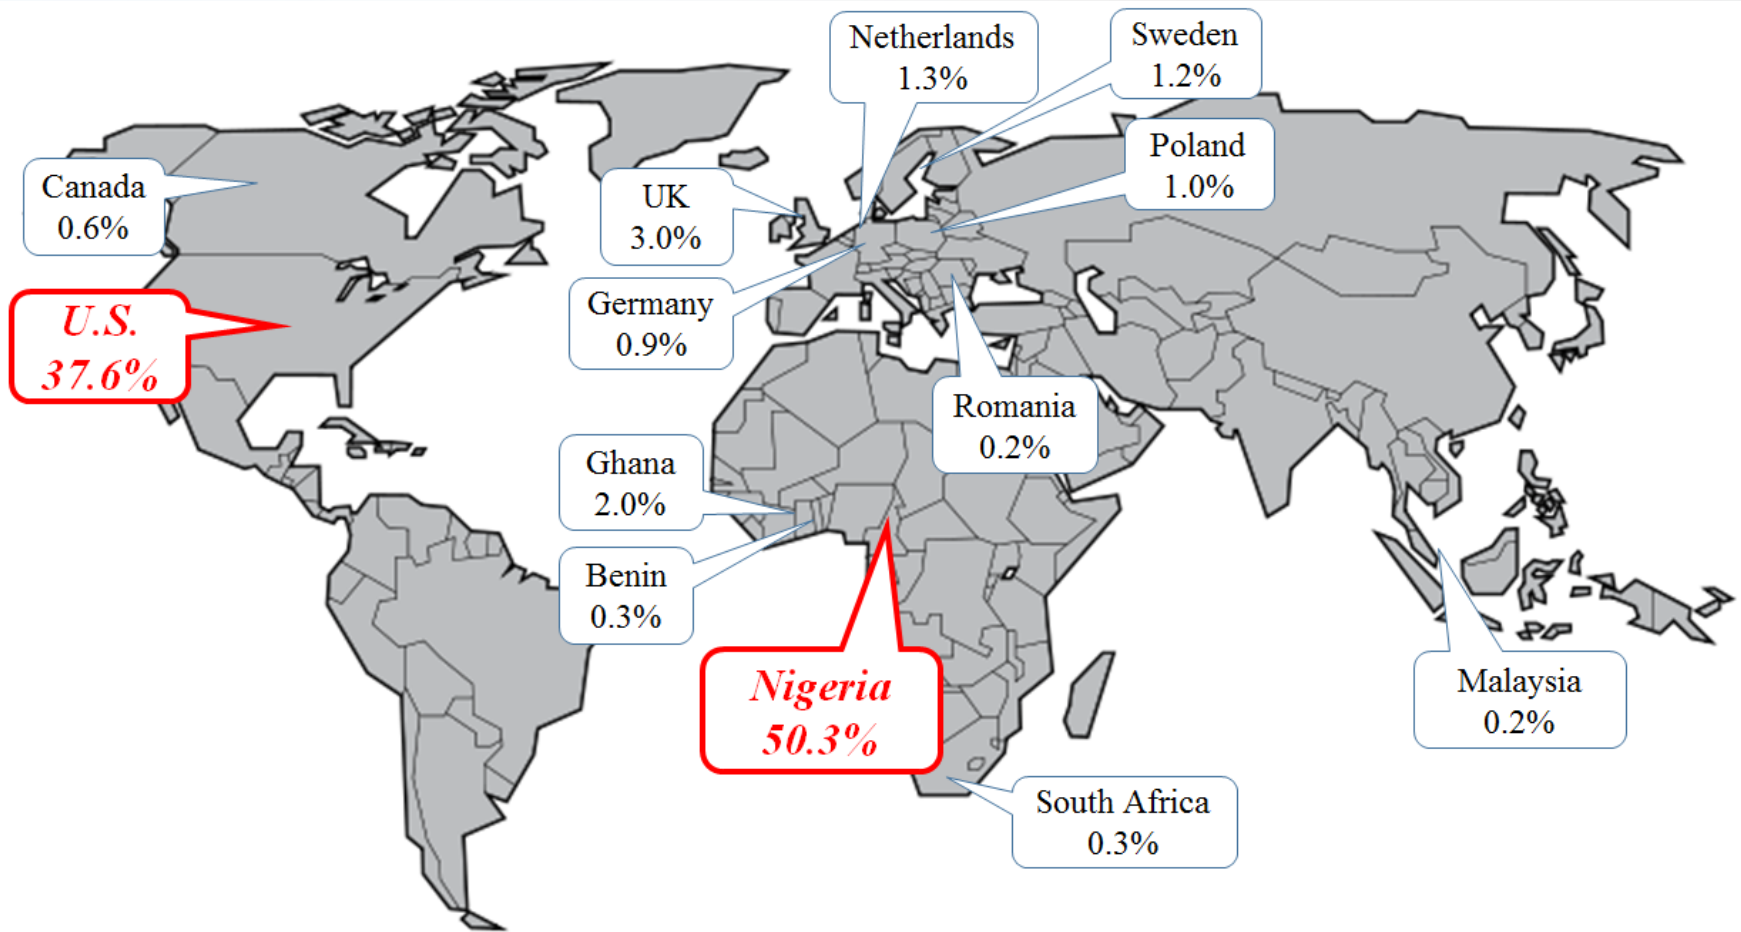 Netherlands
1.3%
Sweden
1.2%
Poland
1.0%
Canada
0.6%
UK
3.0%
U.S.
37.6%
Germany
0.9%
Romania
0.2%
Ghana
2.0%
Benin
0.3%
Nigeria
50.3%
Malaysia
0.2%
South Africa
0.3%